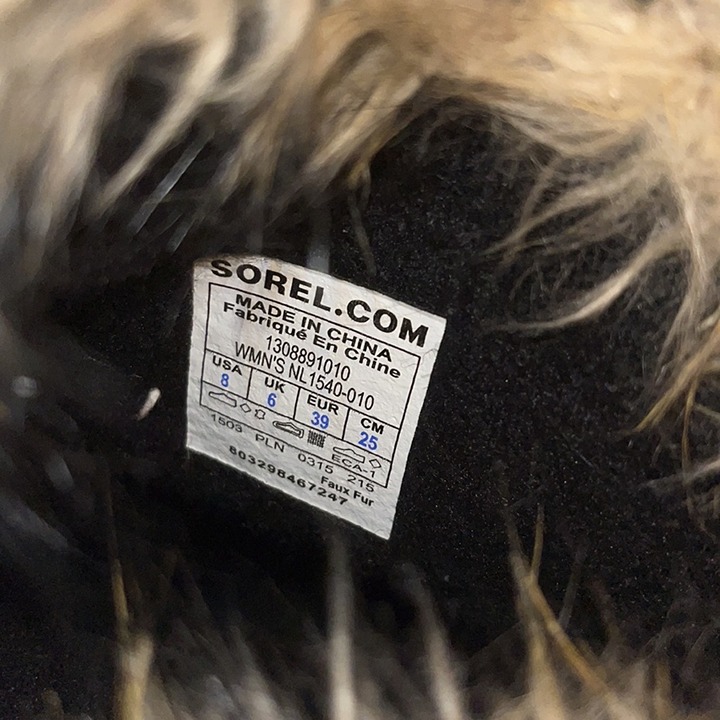 SOREL.COM
MADE IN CHINA
Fabriqué En Chine
1308891010
WMN'S NL1540-010
USA UK EUR CM
8 6 39 25
ECA-1
1503 PLN 0315 215
Faux Fur
803298467247